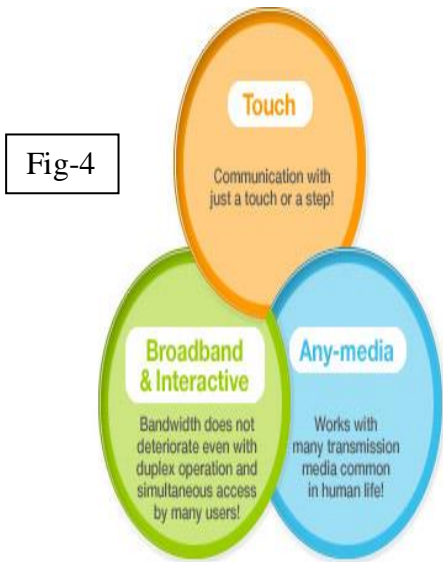 Touch
Communication with
just a touch or a step!
Fig-4
Broadband
& Interactive
Bandwidth does not
deteriorate even with
duplex operation and
simultaneous access
by many users!
Any-media
Works with
many transmission
media common
in human life!